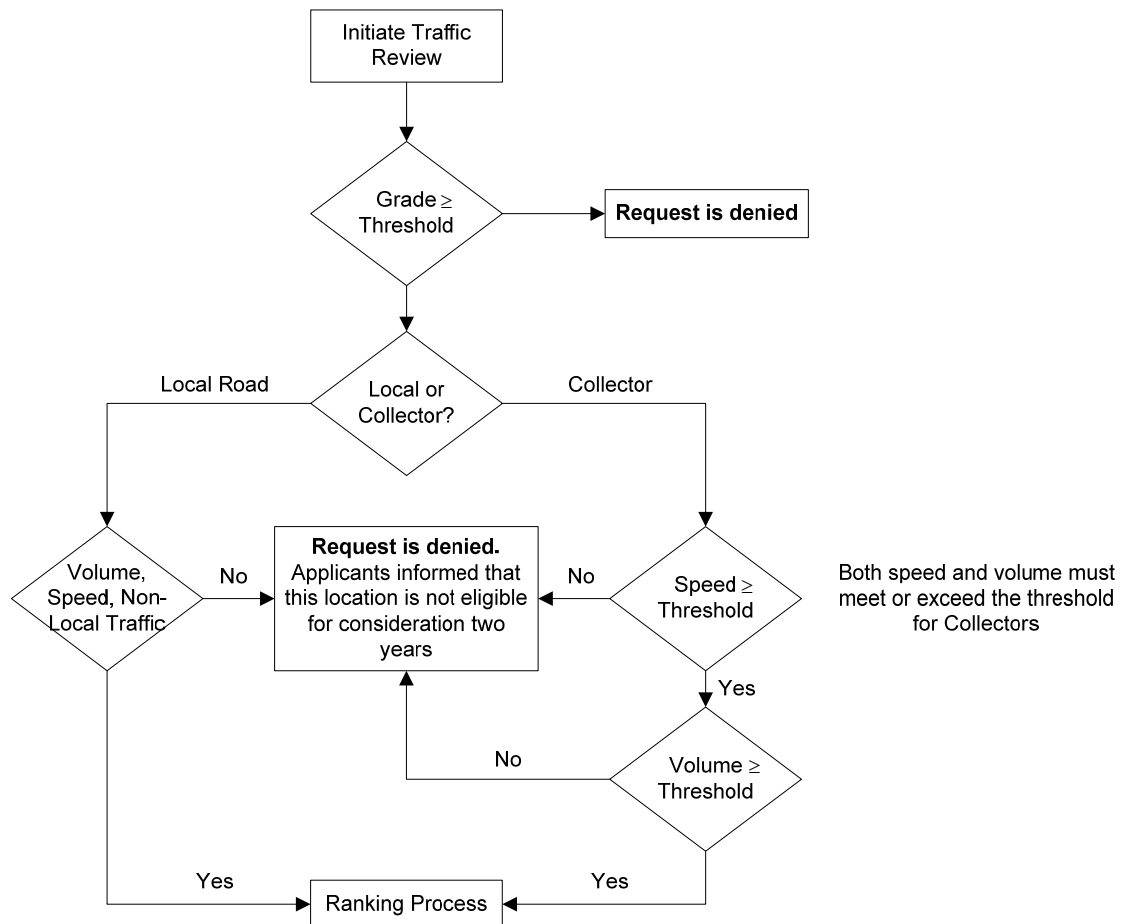 Initiate Traffic
Review
Grade ≥
Threshold
Request is denied
Local Road
Local or
Collector?
Collector
Volume,
Speed, Non-
Local Traffic
No
Request is denied.
Applicants informed that
this location is not eligible
for consideration two
years
No
Speed ≥
Threshold
Both speed and volume must
meet or exceed the threshold
for Collectors
Yes
No
Volume ≥
Threshold
Yes
Ranking Process
Yes